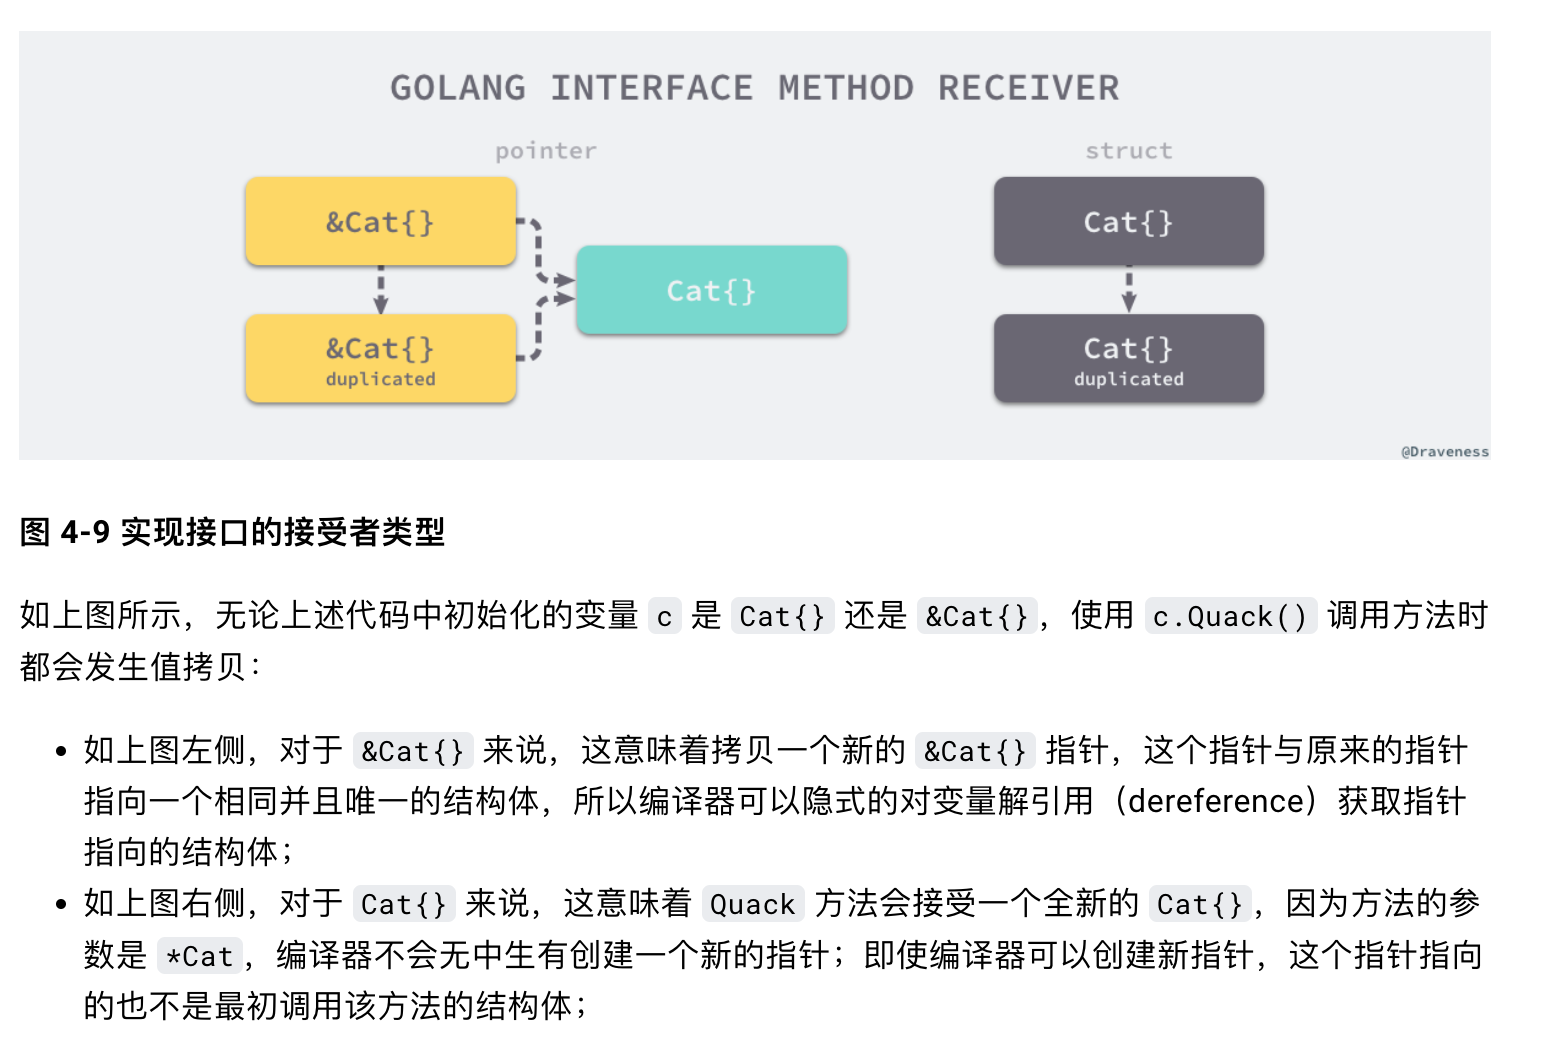 GOLANG INTERFACE METHOD RECEIVER
pointer
struct
&Cat{}
Cat{}
Cat{}
&Cat{}
duplicated
Cat{}
duplicated
@Draveness
图 4-9 实现接口的接受者类型
如上图所示，无论上述代码中初始化的变量 c 是 Cat{} 还是 &Cat{}，使用 c.Quack() 调用方法时
都会发生值拷贝：
• 如上图左侧，对于 &Cat{} 来说，这意味着拷贝一个新的 &Cat{} 指针，这个指针与原来的指针
指向一个相同并且唯一的结构体，所以编译器可以隐式的对变量解引用（dereference）获取指针
指向的结构体；
• 如上图右侧，对于 Cat{} 来说，这意味着 Quack 方法会接受一个全新的 Cat{}，因为方法的参
数是 *Cat，编译器不会无中生有创建一个新的指针；即使编译器可以创建新指针，这个指针指向
的也不是最初调用该方法的结构体；